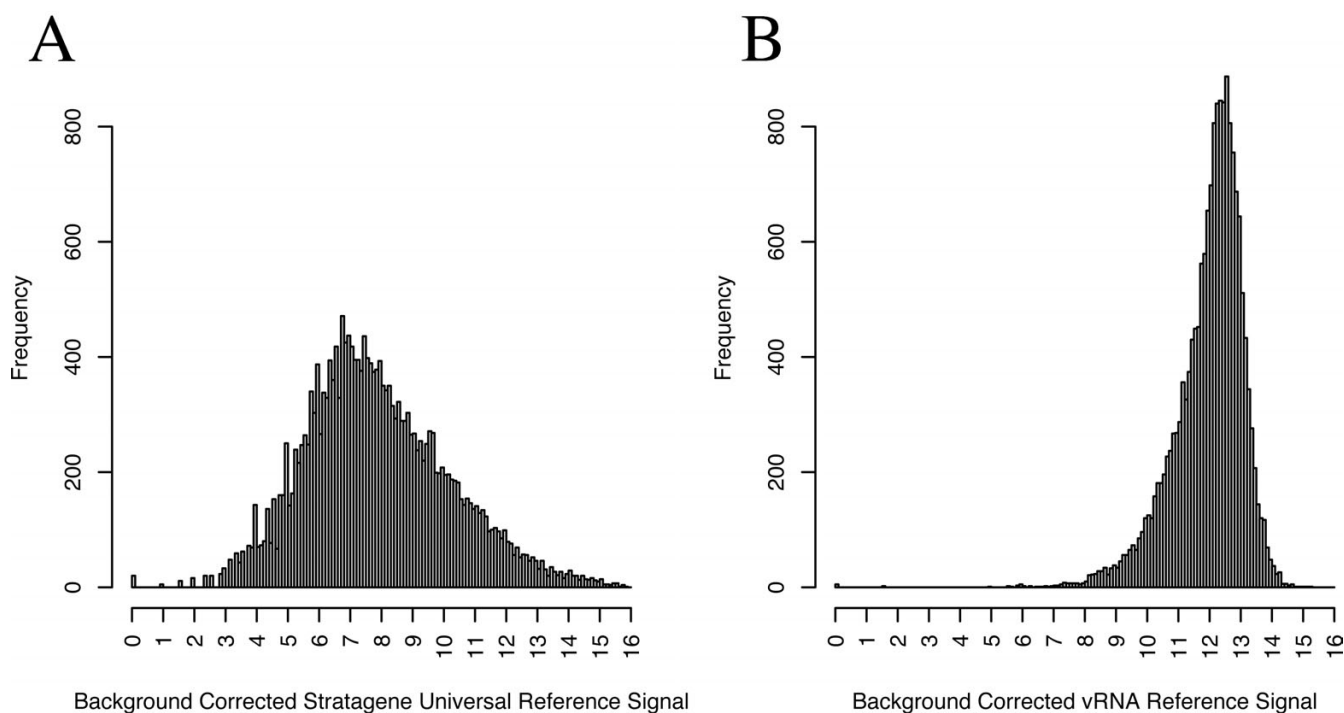 A
B
800
600
400
200
0
Frequency
0 1 2 3 4 5 6 7 8 9 10 11 12 13 14 15 16
Background Corrected Stratagene Universal Reference Signal
800
600
400
200
0
Frequency
0 1 2 3 4 5 6 7 8 9 10 11 12 13 14 15 16
Background Corrected vRNA Reference Signal